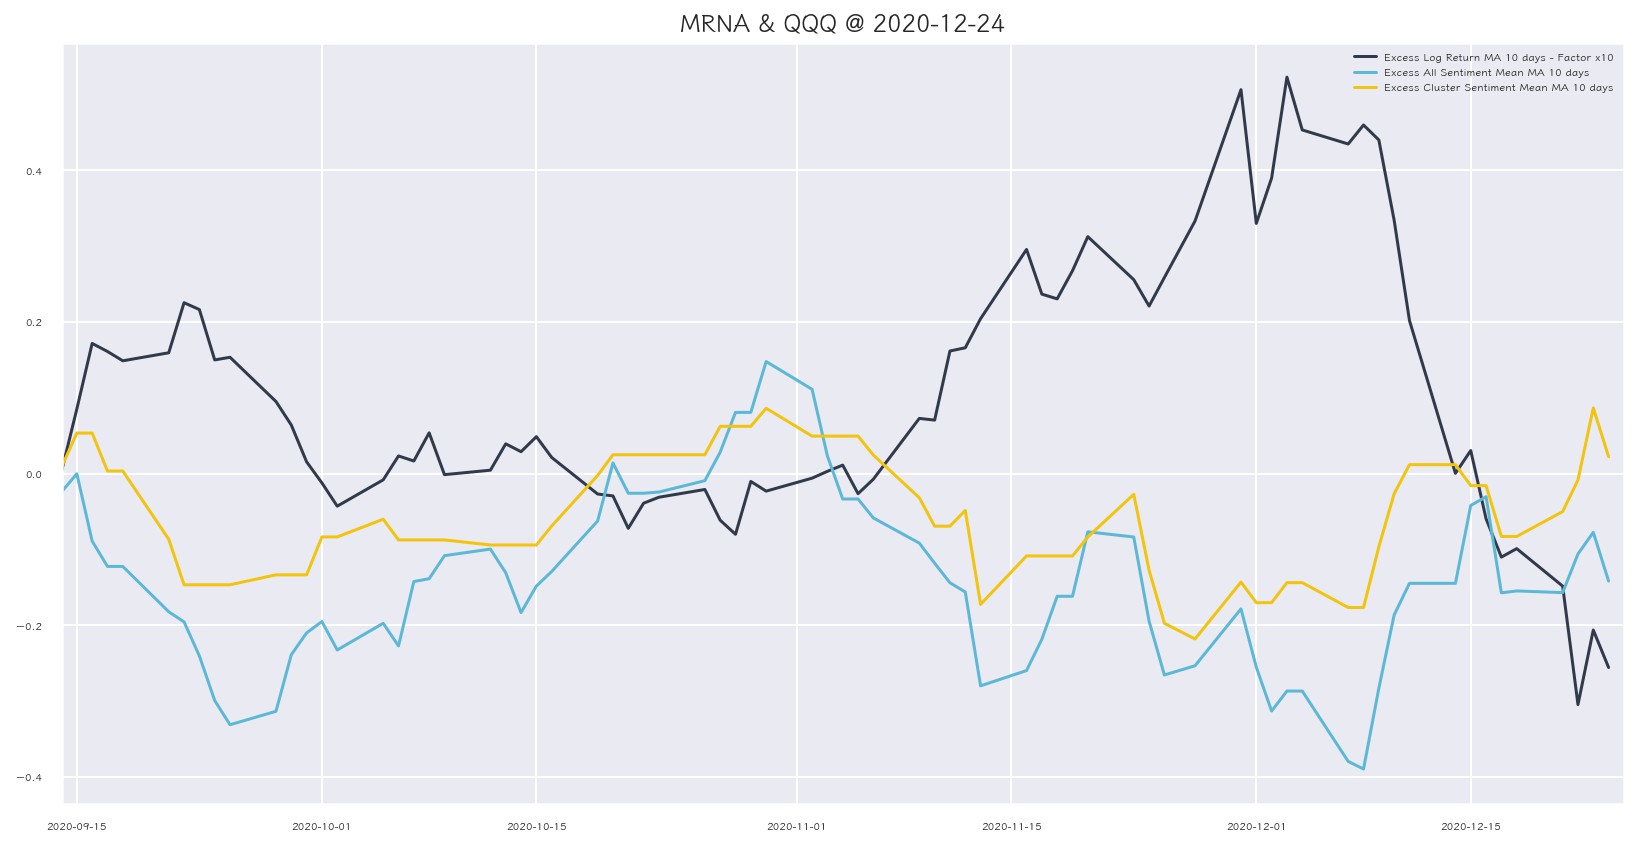 MRNA & QQQ @ 2020-12-24
Excess Log Return MA 10 days - Factor x10
Excess All Sentiment Mean MA 10 days
Excess Cluster Sentiment Mean MA 10 days
0.4
0.2
0.0
−0.2
−0.4
2020-09-15 2020-10-01 2020-10-15 2020-11-01 2020-11-15 2020-12-01 2020-12-15